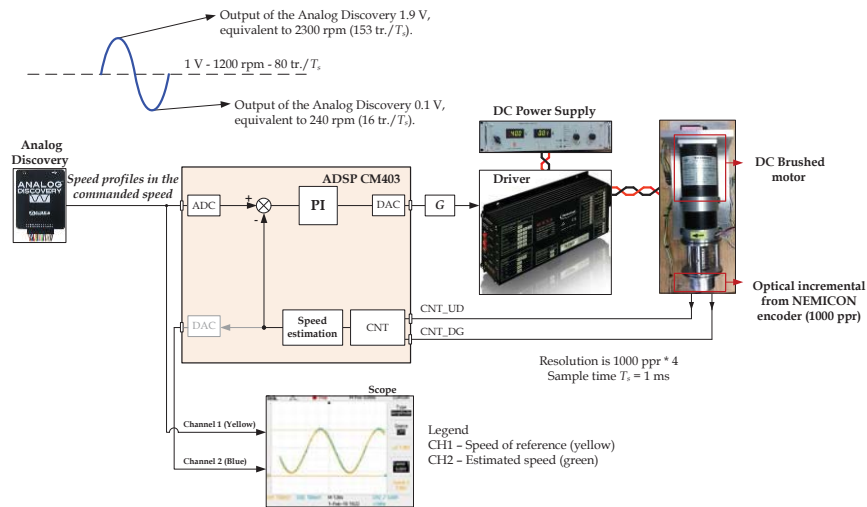 Output of the Analog Discovery 1.9 V,
equivalent to 2300 rpm (153 tr./Ts).
1 V - 1200 rpm - 80 tr./Ts
Output of the Analog Discovery 0.1 V,
equivalent to 240 rpm (16 tr./Ts).
Analog
Discovery
ANALOG
DISCOVERY
Speed profiles in the
commanded speed
ADSP CM403
ADC
+
-
PI
DAC
G
DC Power Supply
Driver
DC Brushed
motor
Optical incremental
from NEMICON
encoder (1000 ppr)
DAC
Speed
estimation
CNT
CNT_UD
CNT_DG
Resolution is 1000 ppr * 4
Sample time Ts = 1 ms
Scope
Channel 1 (Yellow)
Channel 2 (Blue)
Legend
CH1 – Speed of reference (yellow)
CH2 – Estimated speed (green)